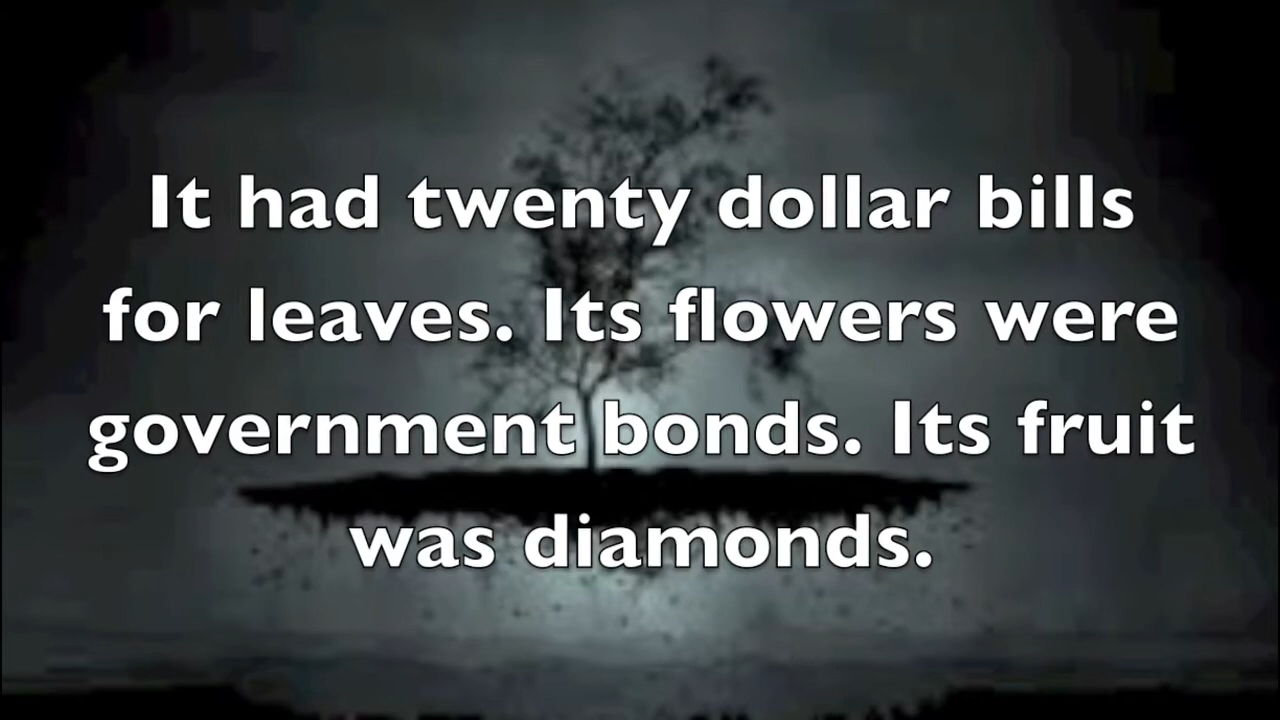 It had twenty dollar bills
for leaves. Its flowers were
government bonds. Its fruit
was diamonds.